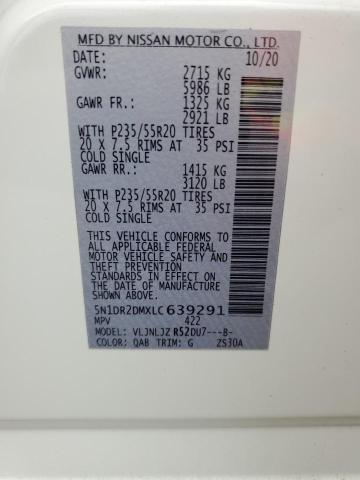 MFD BY NISSAN MOTOR CO., LTD.
DATE: 10/20
GVWR: 2715 KG
5986 LB
GAWR FR.: 1325 KG
2921 LB
WITH P235/55R20 TIRES
20 X 7.5 RIMS AT 35 PSI
COLD SINGLE
GAWR RR.: 1415 KG
3120 LB
WITH P235/55R20 TIRES
20 X 7.5 RIMS AT 35 PSI
COLD SINGLE
THIS VEHICLE CONFORMS TO
ALL APPLICABLE FEDERAL
MOTOR VEHICLE SAFETY AND
THEFT PREVENTION
STANDARDS IN EFFECT ON
THE DATE OF MANUFACTURE
SHOWN ABOVE.
5N1DR2DMXLC639291
MPV 422
MODEL: VLJNLJZ R52DU7---B-
COLOR: QAB TRIM: G ZS30A